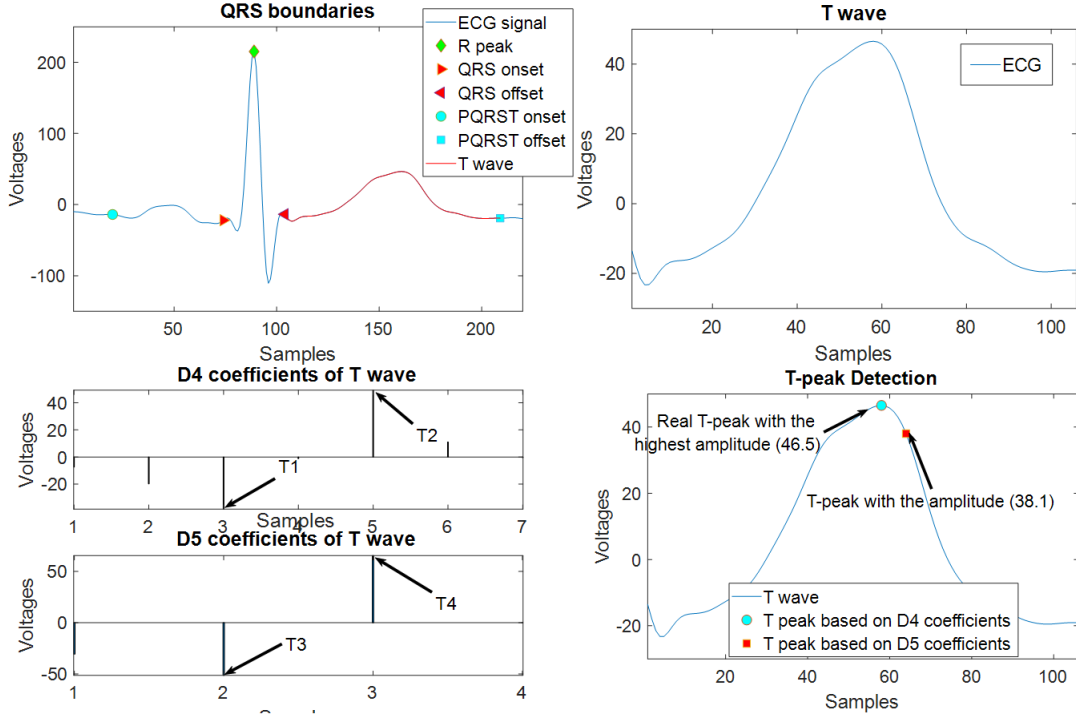 QRS boundaries
ECG signal
R peak
QRS onset
QRS offset
PQRST onset
PQRST offset
T wave
Voltages
200
100
0
-100
50
100
150
200
Samples
T wave
ECG
Voltages
40
20
0
-20
20
40
60
80
100
Samples
D4 coefficients of T wave
Voltages
40
20
0
-20
T1
T2
1
2
3
4
5
6
7
Samples
D5 coefficients of T wave
Voltages
50
0
-50
T3
T4
1
2
3
4
Samples
T-peak Detection
Voltages
40
20
0
-20
Real T-peak with the
highest amplitude (46.5)
T-peak with the amplitude (38.1)
T wave
T peak based on D4 coefficients
T peak based on D5 coefficients
20
40
60
80
100
Samples